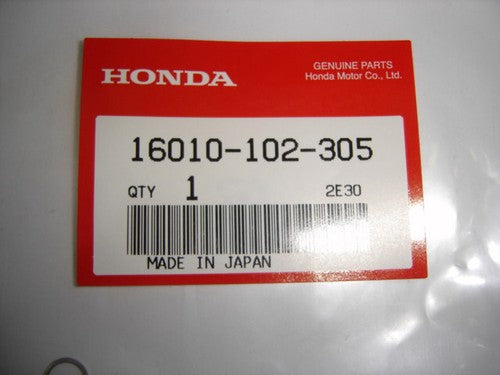 HONDA
GENUINE PARTS
Honda Motor Co., Ltd.
16010-102-305
QTY 1 2E30
MADE IN JAPAN